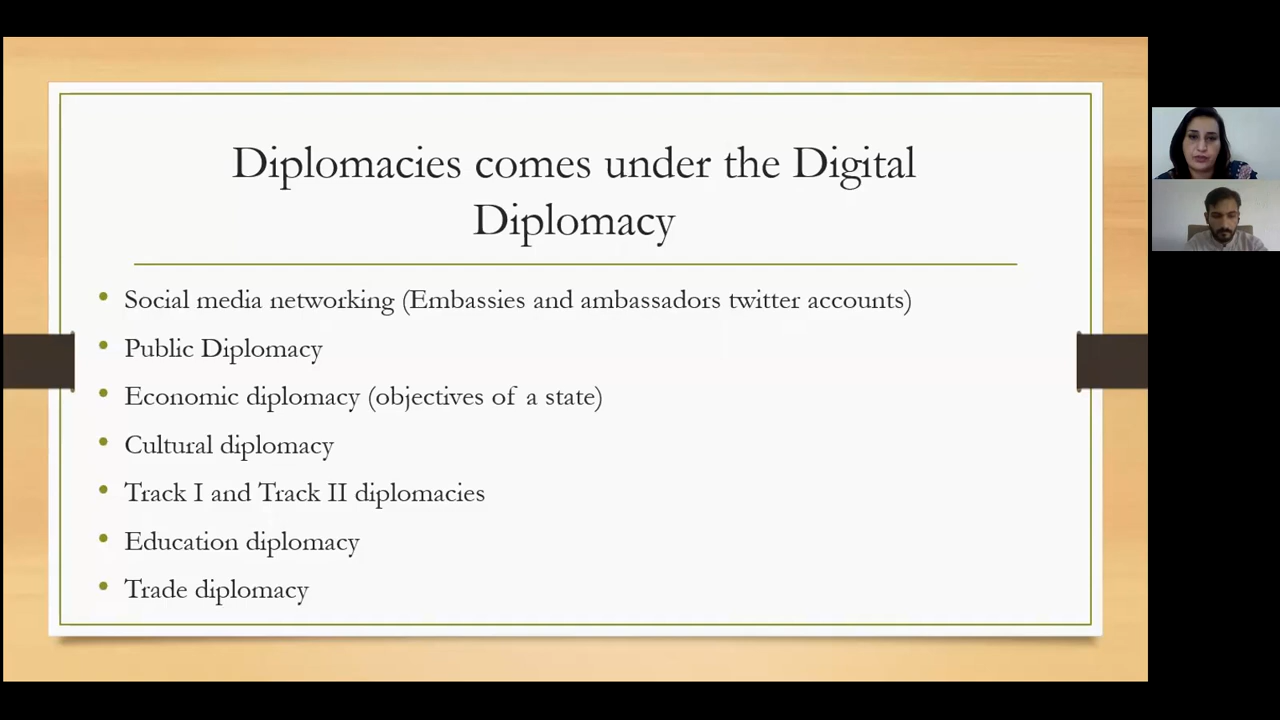 Diplomacies comes under the Digital
Diplomacy
• Social media networking (Embassies and ambassadors twitter accounts)
• Public Diplomacy
• Economic diplomacy (objectives of a state)
• Cultural diplomacy
• Track I and Track II diplomacies
• Education diplomacy
• Trade diplomacy